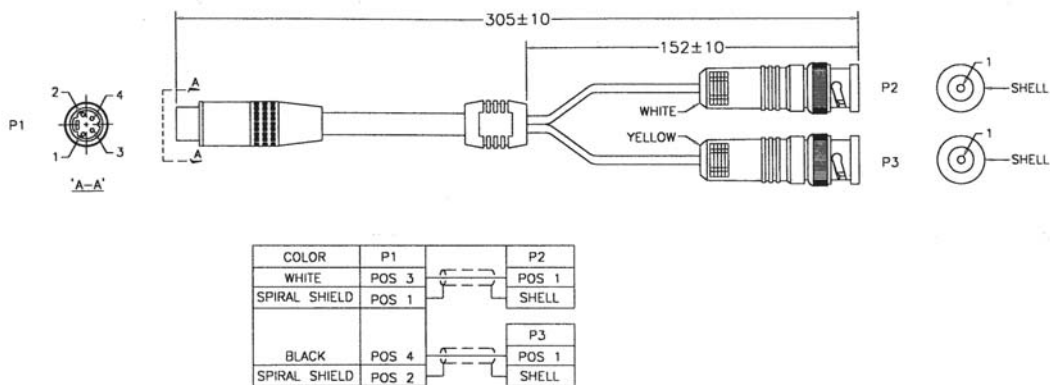 305±10
152±10
A
2
4
P1
1
3
A
'A-A'
WHITE
P2
1
SHELL
YELLOW
P3
1
SHELL
COLOR P1 P2
WHITE POS 3 POS 1
SPIRAL SHIELD POS 1 SHELL
P3
BLACK POS 4 POS 1
SPIRAL SHIELD POS 2 SHELL